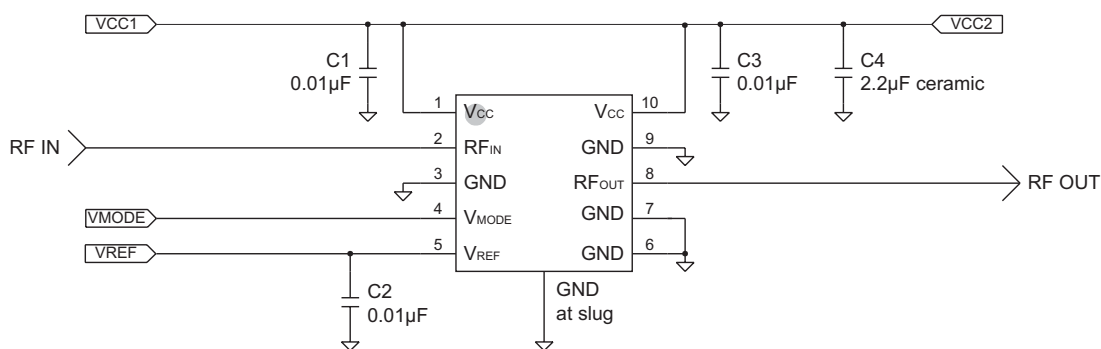 VCC1
VCC2
C1
0.01µF
C3
0.01µF
C4
2.2µF ceramic
1
VCC
VCC
10
RF IN
2
RFIN
GND
9
3
GND
RFOUT
8
RF OUT
VMODE
4
VMODE
GND
7
VREF
5
VREF
GND
6
C2
0.01µF
GND
at slug